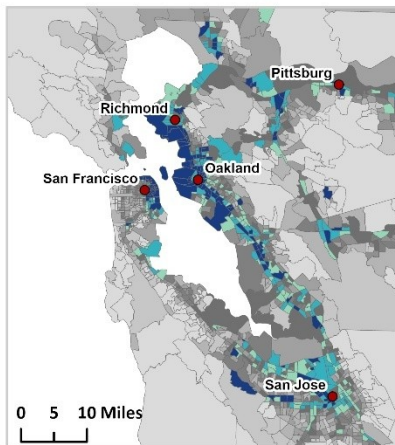 Pittsburg
Richmond
Oakland
San Francisco
San Jose
0 5 10 Miles